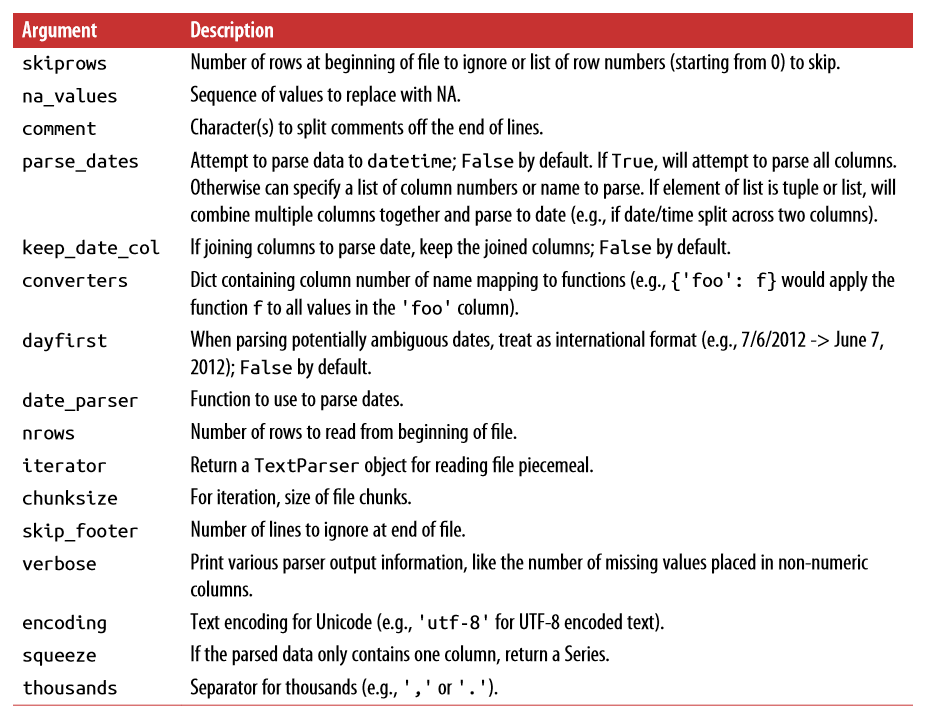 Argument Description
skiprows Number of rows at beginning of file to ignore or list of row numbers (starting from 0) to skip.
na_values Sequence of values to replace with NA.
comment Character(s) to split comments off the end of lines.
parse_dates Attempt to parse data to datetime; False by default. If True, will attempt to parse all columns.
Otherwise can specify a list of column numbers or name to parse. If element of list is tuple or list, will
combine multiple columns together and parse to date (e.g., if date/time split across two columns).
keep_date_col If joining columns to parse date, keep the joined columns; False by default.
converters Dict containing column number of name mapping to functions (e.g., {'foo': f} would apply the
function f to all values in the 'foo' column).
dayfirst When parsing potentially ambiguous dates, treat as international format (e.g., 7/6/2012 -> June 7,
2012); False by default.
date_parser Function to use to parse dates.
nrows Number of rows to read from beginning of file.
iterator Return a TextParser object for reading file piecemeal.
chunksize For iteration, size of file chunks.
skip_footer Number of lines to ignore at end of file.
verbose Print various parser output information, like the number of missing values placed in non-numeric
columns.
encoding Text encoding for Unicode (e.g., 'utf-8' for UTF-8 encoded text).
squeeze If the parsed data only contains one column, return a Series.
thousands Separator for thousands (e.g., ',' or '.').